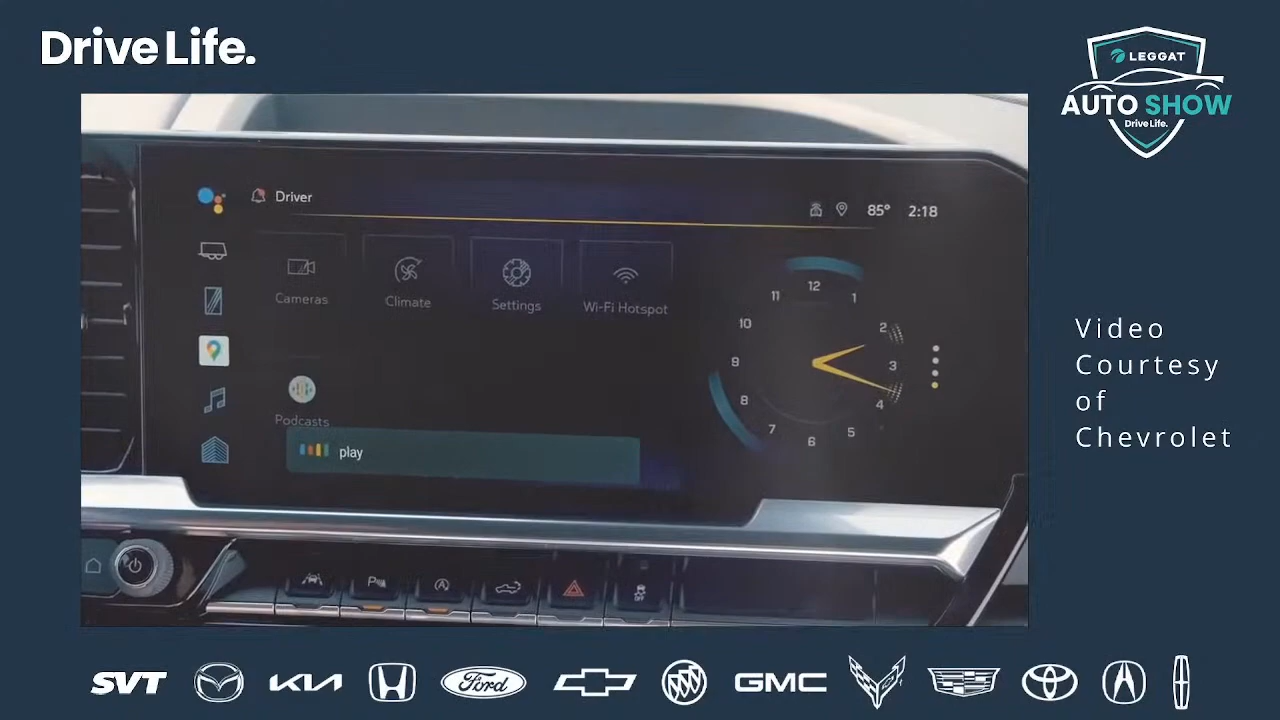 Drive Life.
LEGGAT
AUTO SHOW
Drive Life.
Driver
85° 2:18
Cameras
Climate
Settings
Wi-Fi Hotspot
12
11 1
10 2
9 3
8 4
7 5
6
Podcasts
play
Video
Courtesy
of
Chevrolet
SVT
KIA
Ford
GMC